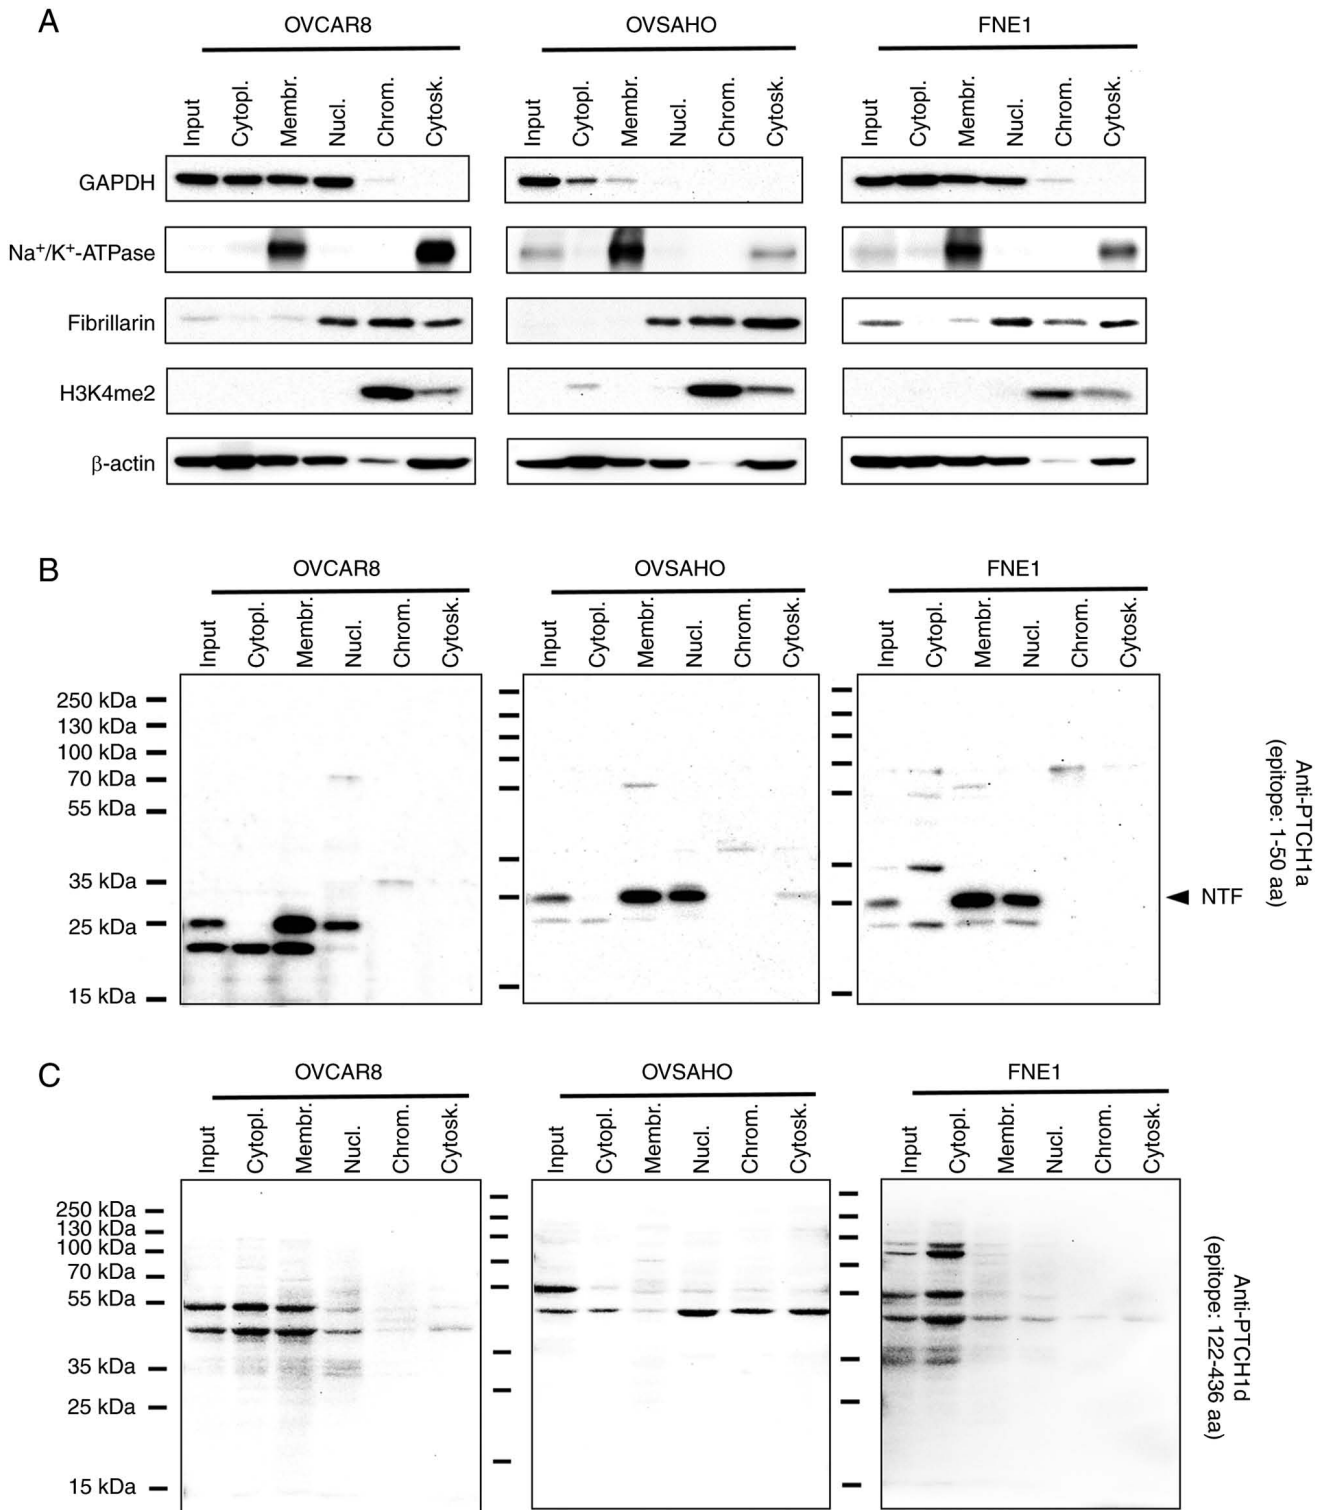 A
OVCAR8 OVSAHO FNE1
Input Cytopl. Membr. Nucl. Chrom. Cytosk. Input Cytopl. Membr. Nucl. Chrom. Cytosk. Input Cytopl. Membr. Nucl. Chrom. Cytosk.
GAPDH
Na⁺/K⁺-ATPase
Fibrillarin
H3K4me2
β-actin
B
OVCAR8 OVSAHO FNE1
Input Cytopl. Membr. Nucl. Chrom. Cytosk. Input Cytopl. Membr. Nucl. Chrom. Cytosk. Input Cytopl. Membr. Nucl. Chrom. Cytosk.
250 kDa
130 kDa
100 kDa
70 kDa
55 kDa
35 kDa
25 kDa
15 kDa
NTF
Anti-PTCH1a
(epitope: 1-50 aa)
C
OVCAR8 OVSAHO FNE1
Input Cytopl. Membr. Nucl. Chrom. Cytosk. Input Cytopl. Membr. Nucl. Chrom. Cytosk. Input Cytopl. Membr. Nucl. Chrom. Cytosk.
250 kDa
130 kDa
100 kDa
70 kDa
55 kDa
35 kDa
25 kDa
15 kDa
Anti-PTCH1d
(epitope: 122-436 aa)